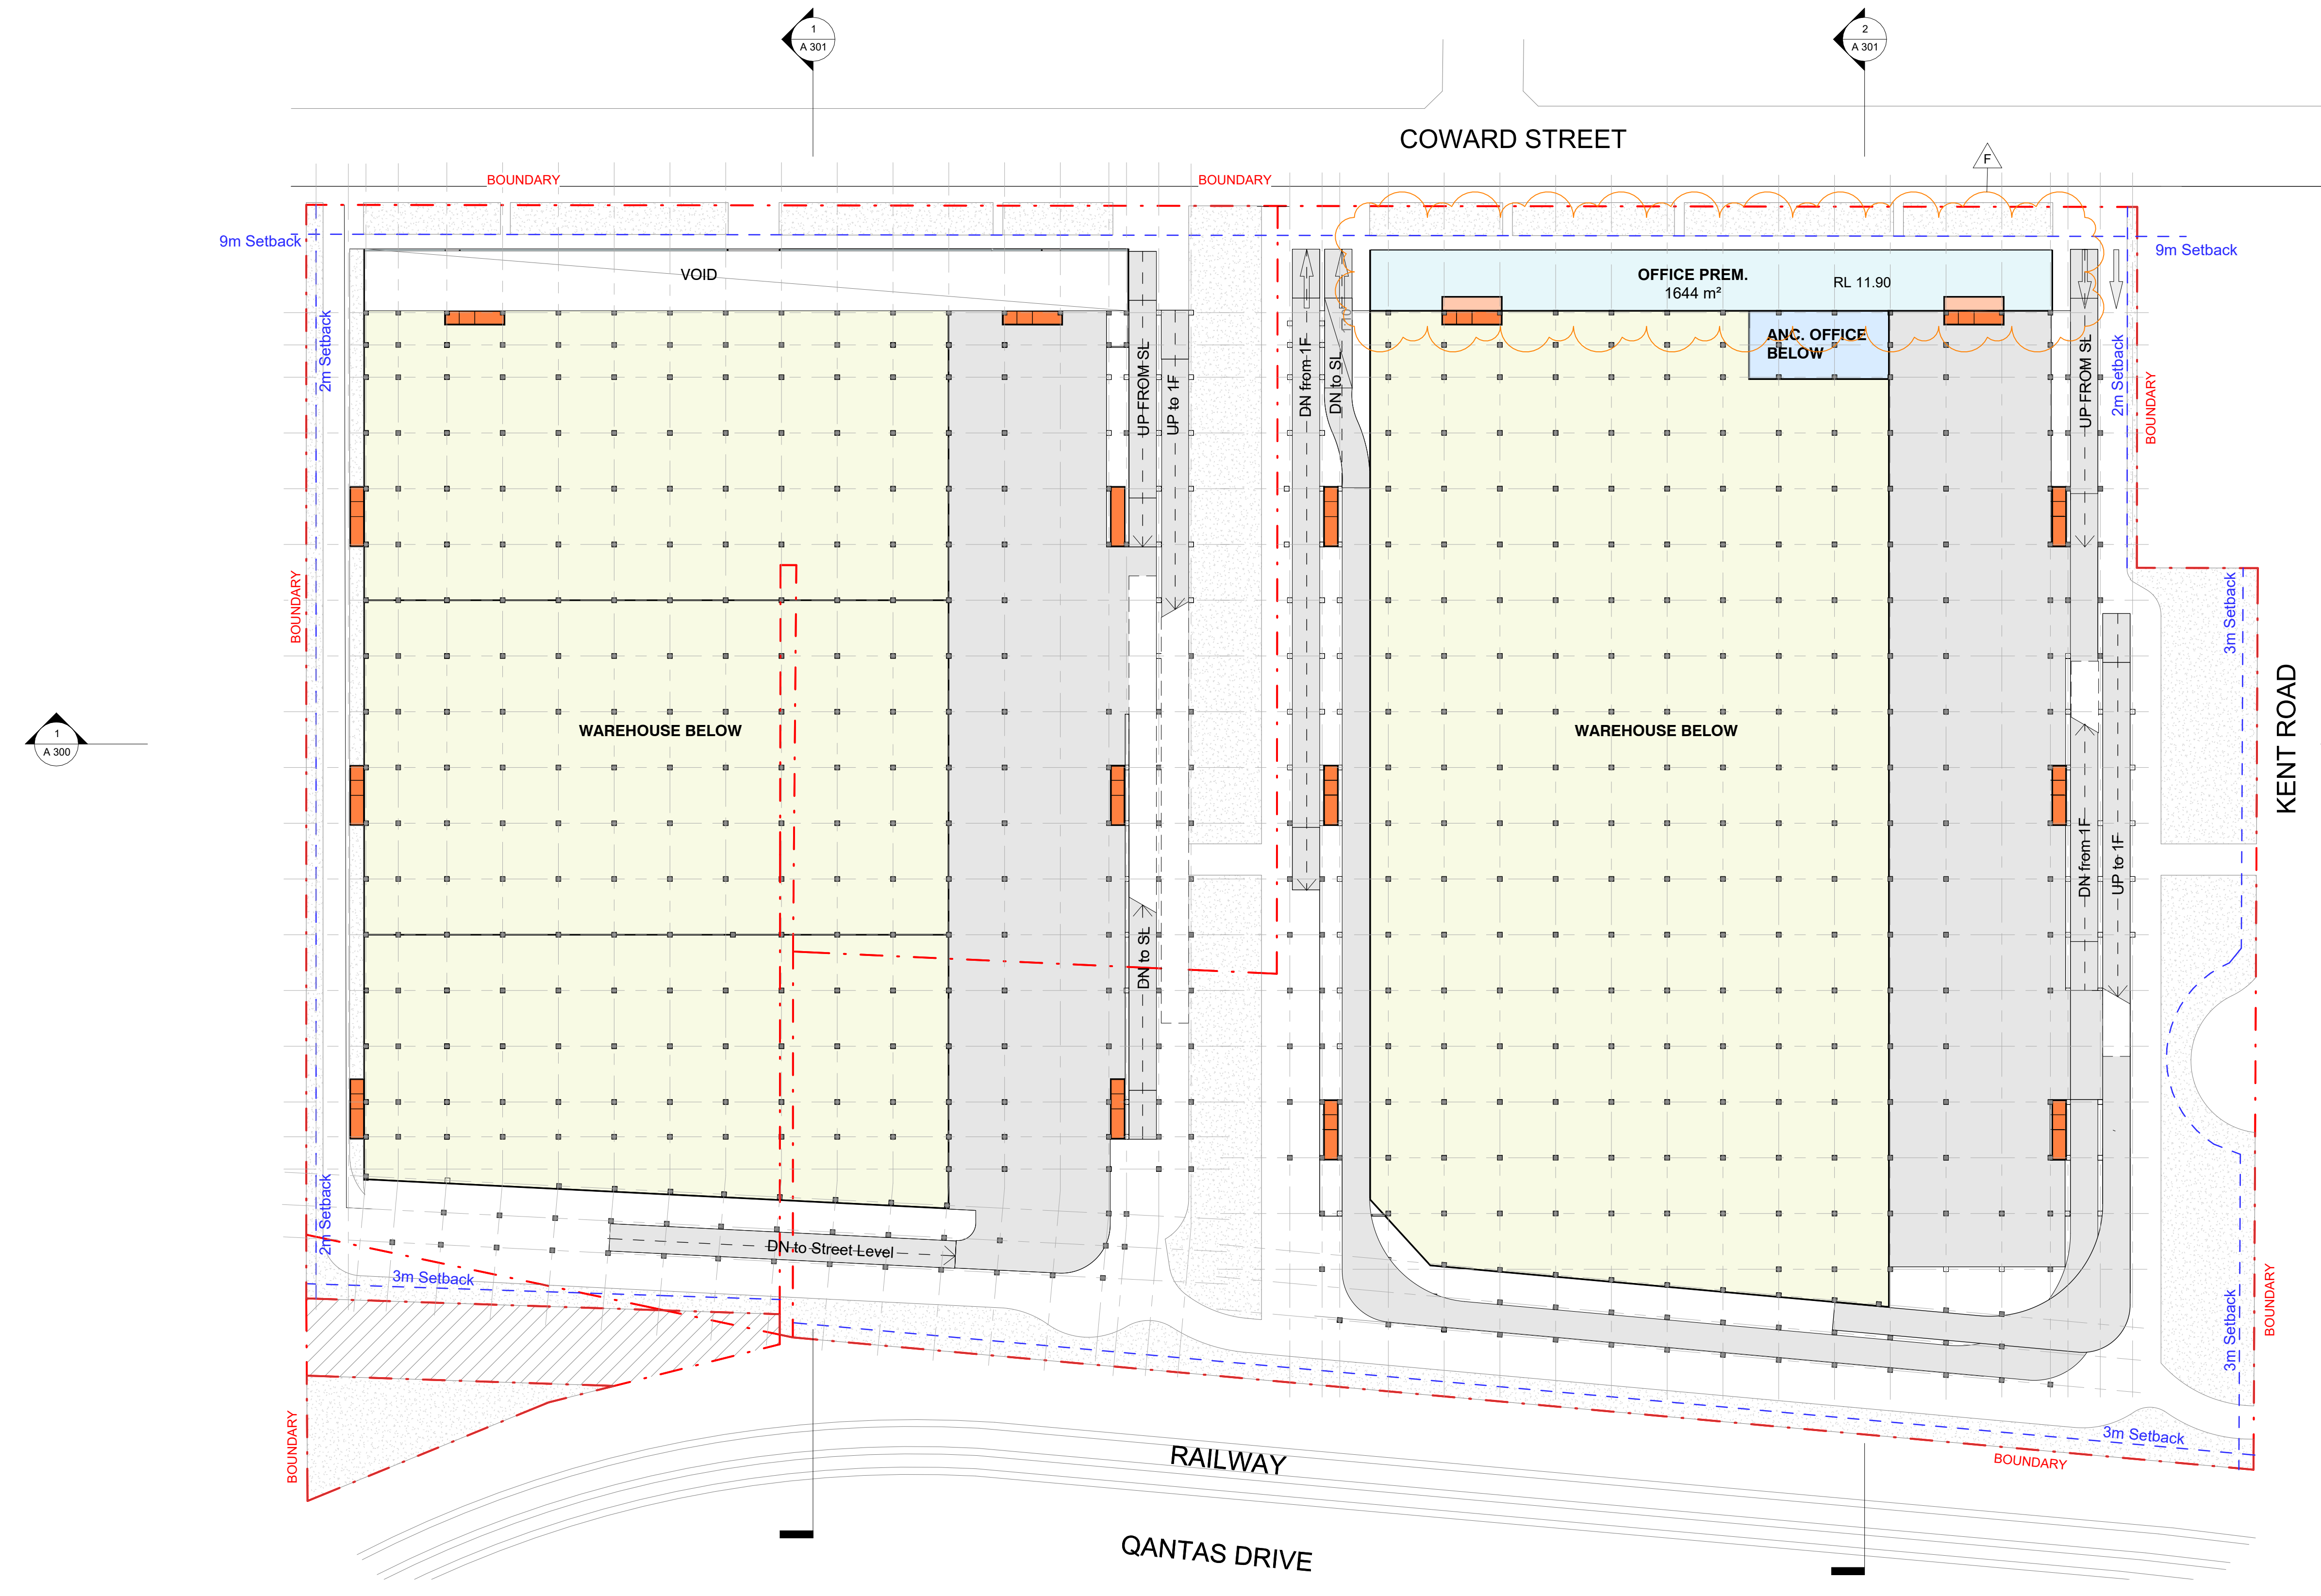 1
A 301
2
A 301
COWARD STREET
F
BOUNDARY
BOUNDARY
9m Setback
9m Setback
VOID
OFFICE PREM.
1644 m²
RL 11.90
ANC. OFFICE
BELOW
2m Setback
UP FROM SL
UP to 1F
DN from 1F
DN to SL
UP FROM SL
2m Setback
BOUNDARY
BOUNDARY
3m Setback
WAREHOUSE BELOW
WAREHOUSE BELOW
1
A 300
KENT ROAD
DN from 1F
UP to 1F
DN to SL
2m Setback
DN to Street Level
3m Setback
3m Setback
BOUNDARY
BOUNDARY
3m Setback
BOUNDARY
RAILWAY
QANTAS DRIVE